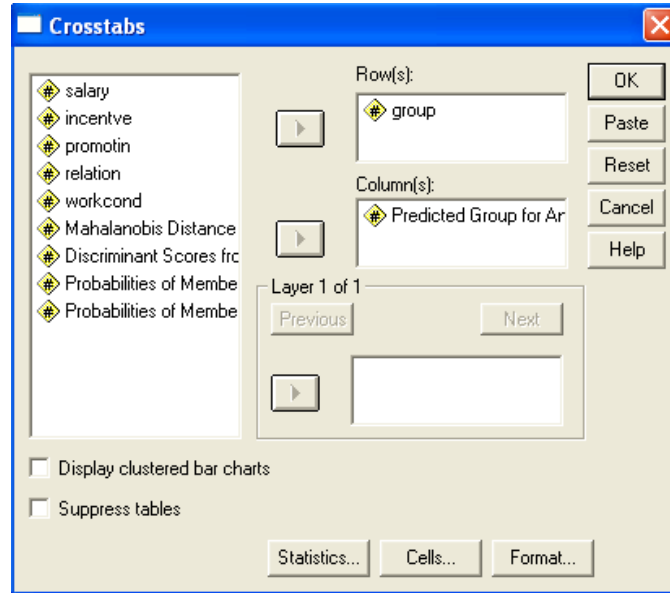 Crosstabs
# salary
# incentve
# promotin
# relation
# workcond
# Mahalanobis Distance
# Discriminant Scores frc
# Probabilities of Membe
# Probabilities of Membe
Row(s):
# group
Column(s):
# Predicted Group for Ar
Layer 1 of 1
Previous
Next
OK
Paste
Reset
Cancel
Help
Display clustered bar charts
Suppress tables
Statistics...
Cells...
Format...